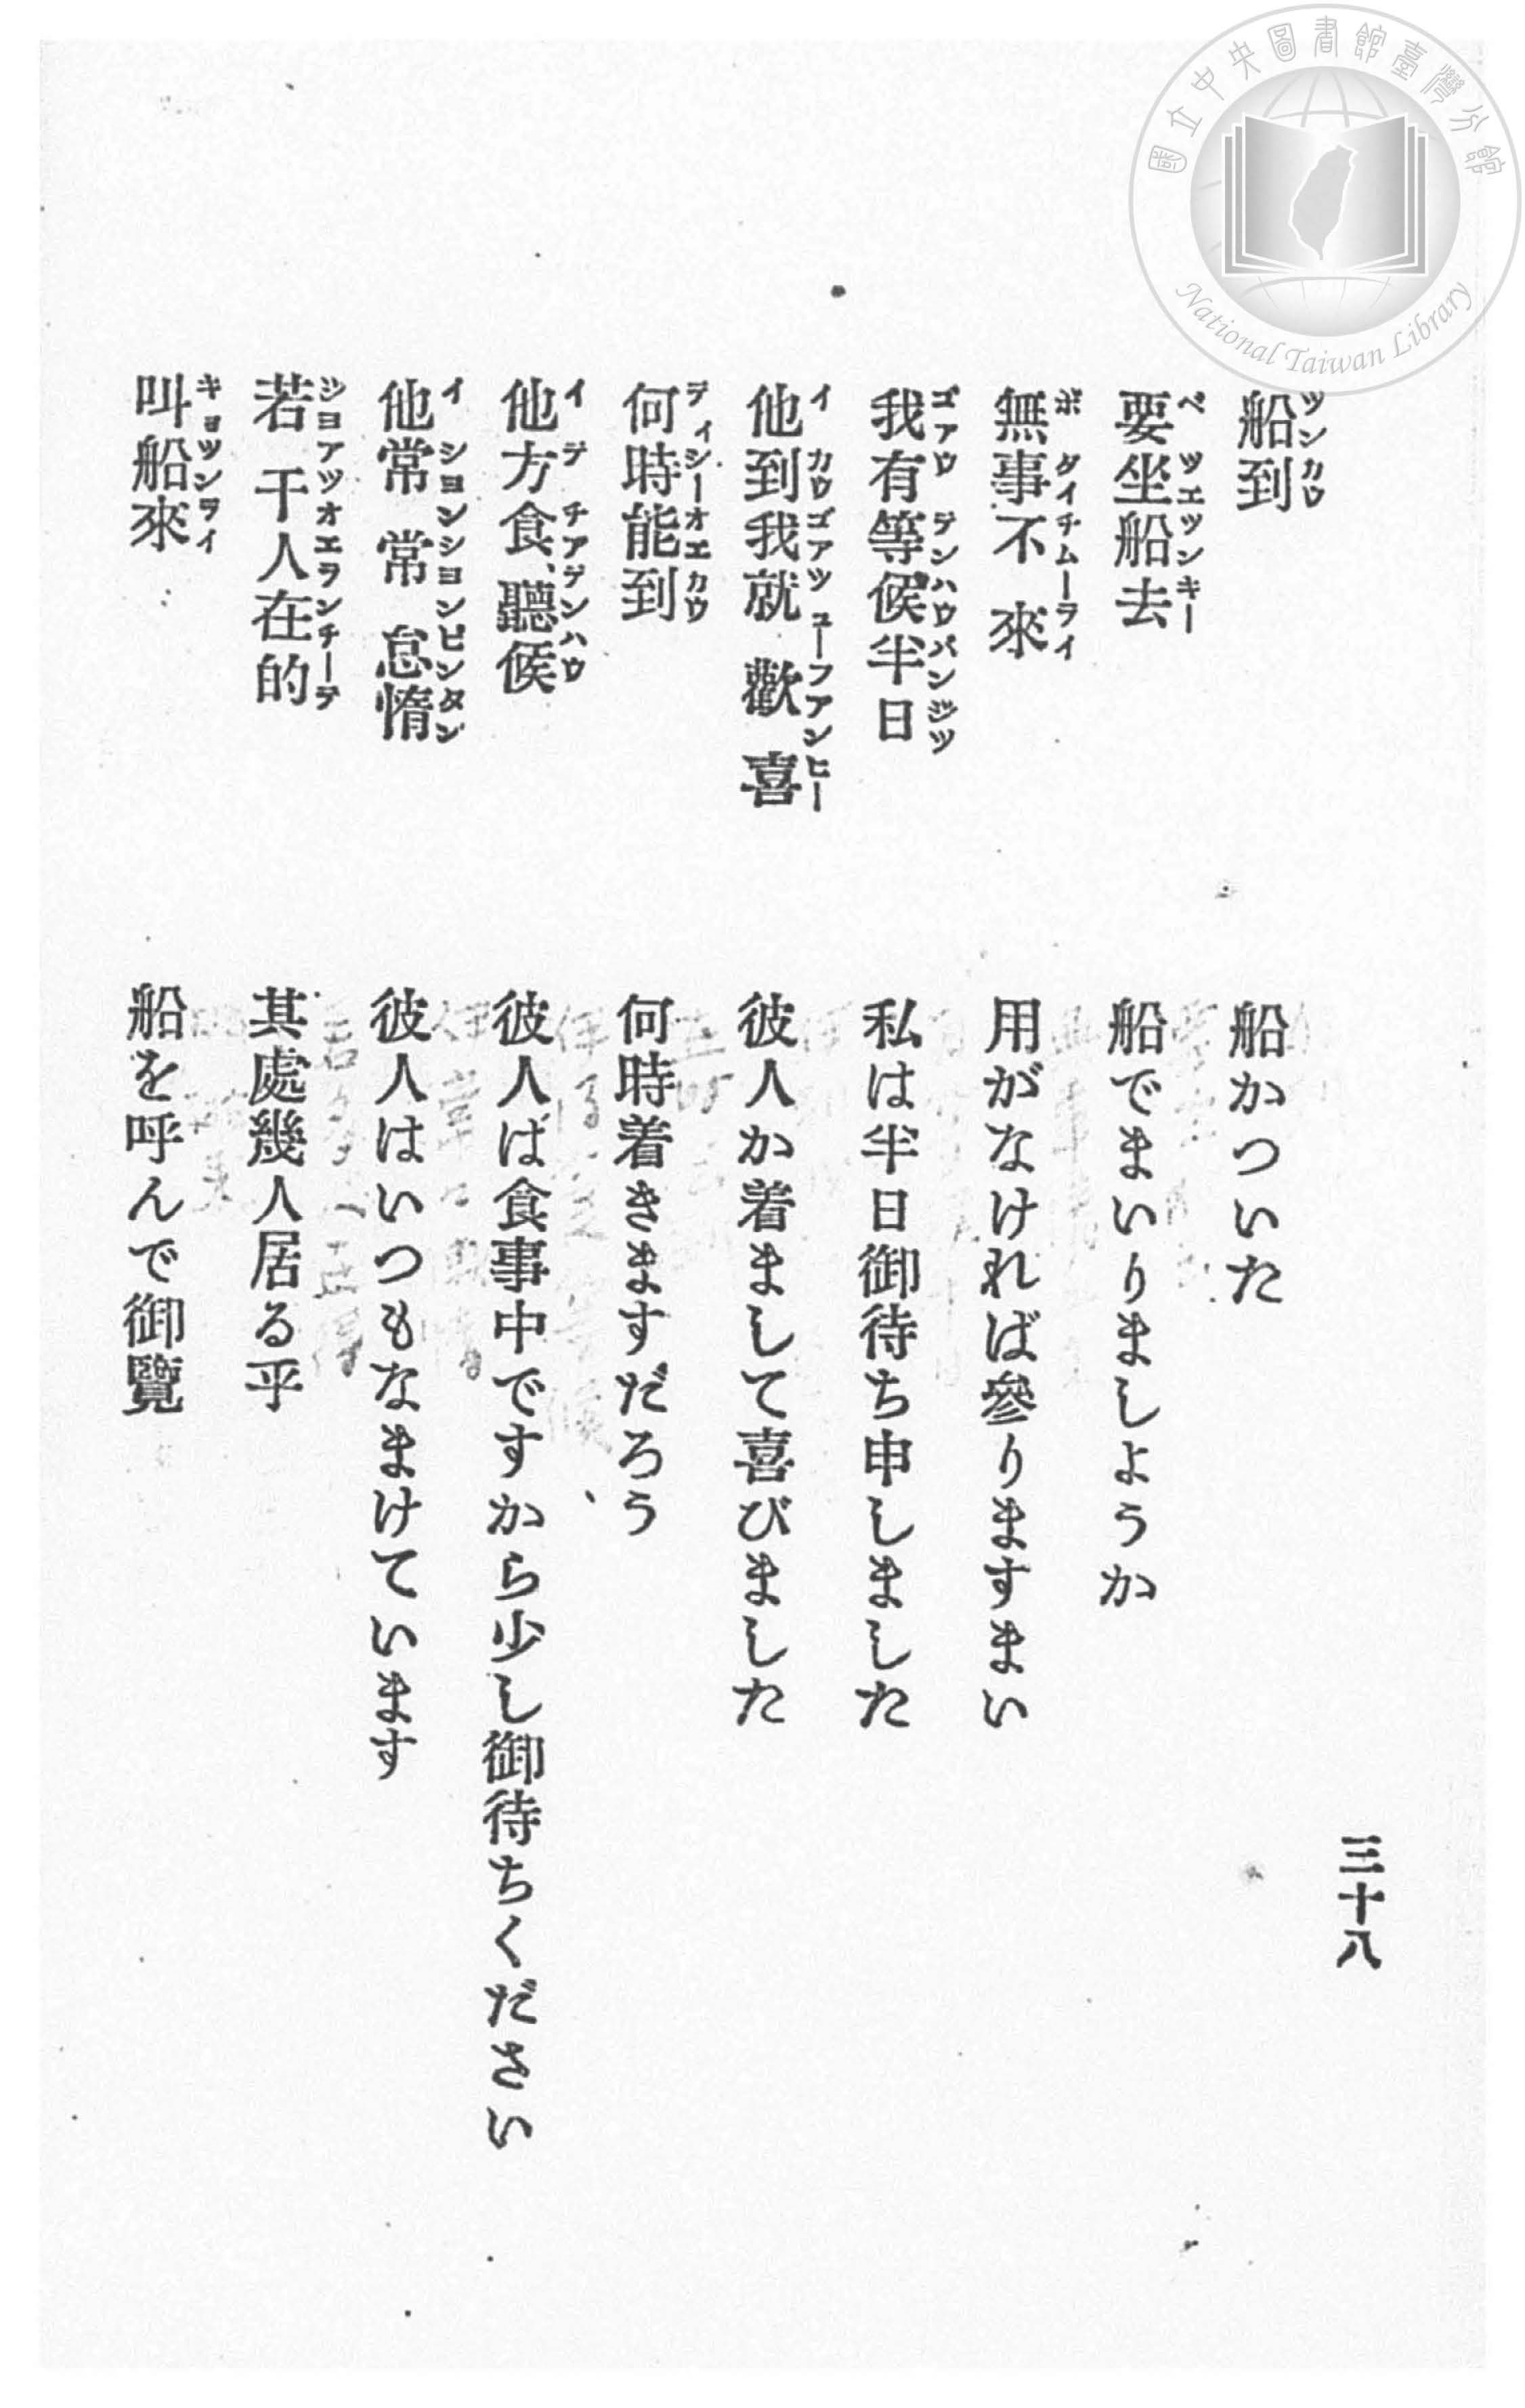 國立中央圖書館臺灣分館
National Taiwan Library
三十八
船到
ツンカウ
船かついた
要坐船去
ベツエツンキー
船でまいりましようか
無事不來
ボダイチムーライ
用がなければ參りますまい
我有等候半日
ゴアウテンハウバンジツ
私は半日御待ち申しました
他到我就歡喜
イカウゴアツューフアンヒー
彼人か着まして喜びました
何時能到
ティシーオエカウ
何時着きますだろう
他方食、聽候
イデチアデンハウ
彼人は食事中ですから少し御待ちください
他常常怠惰
イシヨンシヨンピンタン
彼人はいつもなまけています
若干人在的
ジヨアツオエランチーデ
其處幾人居る乎
叫船來
キョツンライ
船を呼んで御覽